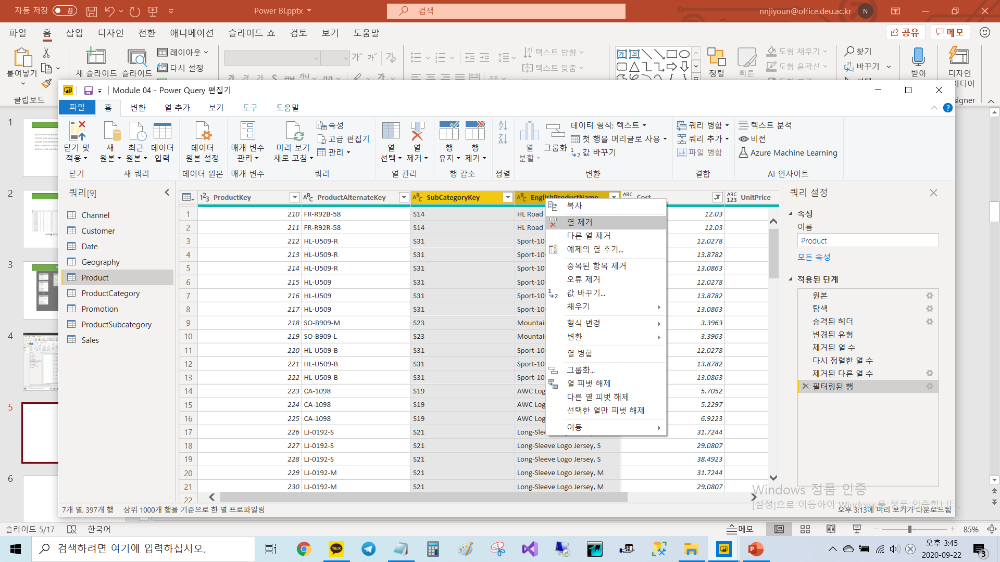 자동 저장 끔
Power BI.pptx
검색
nnjiyoun@office.deu.ac.kr N
파일 홈 삽입 디자인 전환 애니메이션 슬라이드 쇼 검토 보기 도움말
공유 메모
붙여넣기
클립보드
새 슬라이드
슬라이드
레이아웃
다시 설정
텍스트 방향
텍스트 맞춤
정렬
빠른
도형 채우기
도형 윤곽선
찾기
바꾸기
받아
디자인
Module 04 - Power Query 편집기
파일 홈 변환 열 추가 보기 도구 도움말
닫기 및 적용
닫기
새 원본
최근 원본
데이터 입력
새 쿼리
데이터 원본 설정
데이터 원본
매개 변수 관리
매개 변수
미리 보기 새로 고침
속성
고급 편집기
관리
쿼리
열 선택
열 제거
열 관리
행 유지
행 제거
행 감소
정렬
열 분할
그룹화
데이터 형식: 텍스트
첫 행을 머리글로 사용
값 바꾸기
변환
쿼리 병합
쿼리 추가
파일 병합
결합
텍스트 분석
비전
Azure Machine Learning
AI 인사이트
쿼리[9]
Channel
Customer
Date
Geography
Product
ProductCategory
Promotion
ProductSubcategory
Sales
ProductKey ProductAlternateKey SubCategoryKey EnglishProductName Cost UnitPrice
1 210 FR-R92B-58 S14 HL Road 12.03
2 211 FR-R92R-58 S14 HL Road 12.03
3 212 HL-U509-R S31 Sport-10 12.0278
4 213 HL-U509-R S31 Sport-10 13.8782
5 214 HL-U509-R S31 Sport-10 13.0863
6 215 HL-U509 S31 Sport-10 12.0278
7 216 HL-U509 S31 Sport-10 13.8782
8 217 HL-U509 S31 Sport-10 13.0863
9 218 SO-B909-M S23 Mountain 3.3963
10 219 SO-B909-L S23 Mountain 3.3963
11 220 HL-U509-B S31 Sport-10 12.0278
12 221 HL-U509-B S31 Sport-10 13.8782
13 222 HL-U509-B S31 Sport-10 13.0863
14 223 CA-1098 S19 AWC Log 5.7052
15 224 CA-1098 S19 AWC Log 5.2297
16 225 CA-1098 S19 AWC Log 6.9223
17 226 LJ-0192-S S21 Long-Slee 31.7244
18 227 LJ-0192-S S21 Long-Sleeve Logo Jersey, S 29.0807
19 228 LJ-0192-S S21 Long-Sleeve Logo Jersey, S 38.4923
20 229 LJ-0192-M S21 Long-Sleeve Logo Jersey, M 31.7244
21 230 LJ-0192-M S21 Long-Sleeve Logo Jersey, M 29.0807
22
복사
열 제거
다른 열 제거
예제의 열 추가...
중복된 항목 제거
오류 제거
값 바꾸기...
채우기
형식 변경
변환
열 병합
그룹화...
열 피벗 해제
다른 열 피벗 해제
선택한 열만 피벗 해제
이동
쿼리 설정
속성
이름
Product
모든 속성
적용된 단계
원본
탐색
승격된 헤더
변경된 유형
제거된 열 수
다시 정렬한 열 수
제거된 다른 열 수
필터링된 행
Windows 정품 인증
[설정]으로 이동하여 Windows를 정품 인증합니다.
7개 열, 397개 행 상위 1000개 행을 기준으로 한 열 프로파일링
오후 3:13에 미리 보기가 다운로드됨
1
2
3
4
5
6
슬라이드 5/17 한국어
메모
85%
검색하려면 여기에 입력하십시오.
TALK
오후 3:45
2020-09-22
3